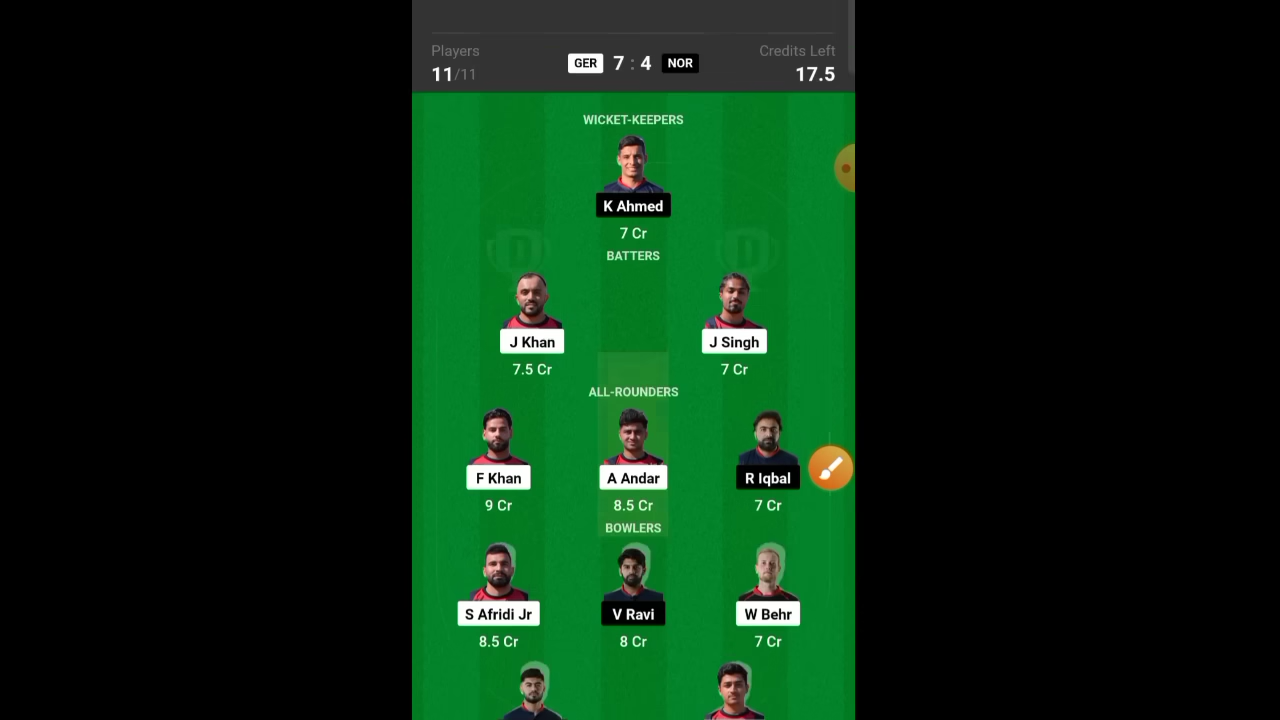 Players
Credits Left
GER 7 : 4 NOR
11/11
17.5
WICKET-KEEPERS
K Ahmed
7 Cr
BATTERS
J Khan
J Singh
7.5 Cr
7 Cr
ALL-ROUNDERS
F Khan
A Andar
R Iqbal
9 Cr
8.5 Cr
7 Cr
BOWLERS
S Afridi Jr
V Ravi
W Behr
8.5 Cr
8 Cr
7 Cr